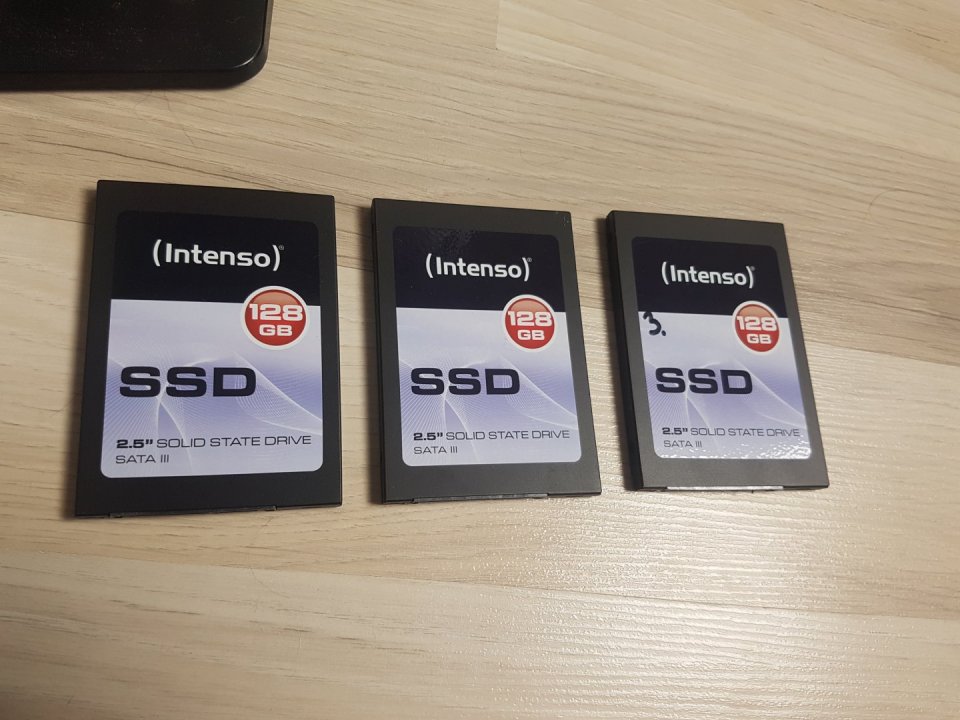 (Intenso)®
128
GB
SSD
2.5" SOLID STATE DRIVE
SATA III
(Intenso)®
128
GB
SSD
2.5" SOLID STATE DRIVE
SATA III
(Intenso)®
3.
128
GB
SSD
2.5" SOLID STATE DRIVE
SATA III